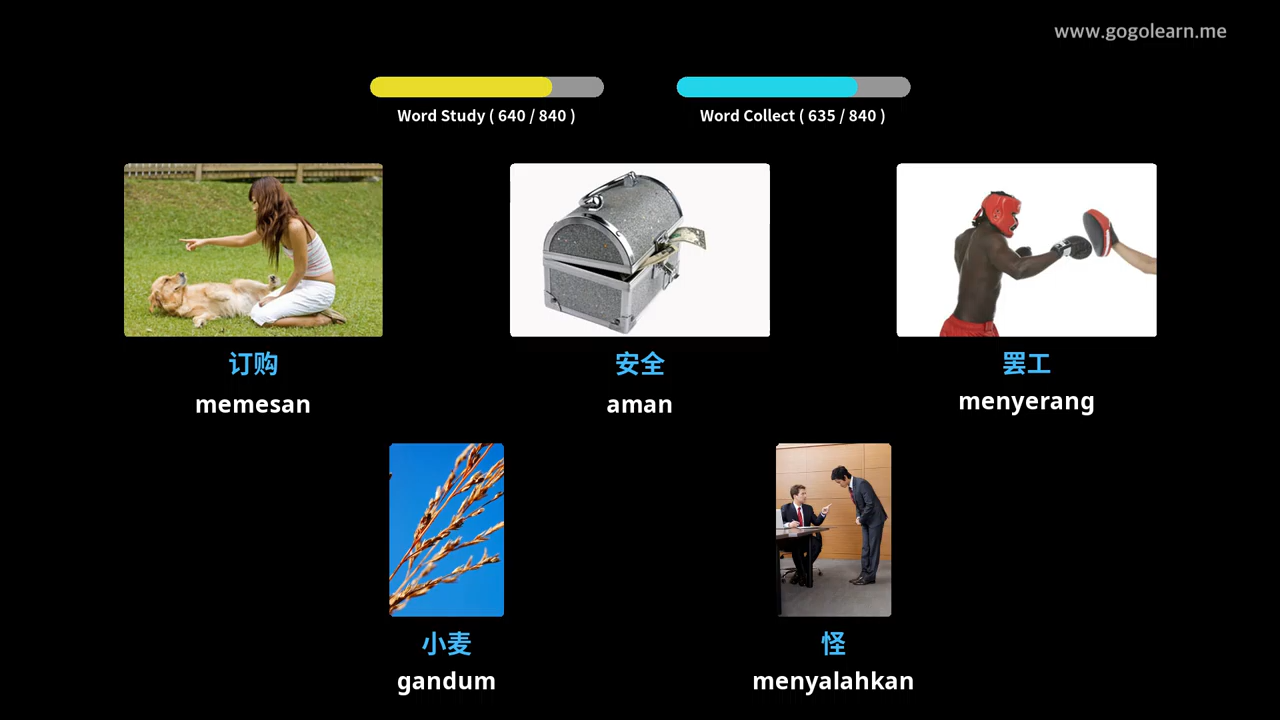 www.gogolearn.me
Word Study ( 640 / 840 )
Word Collect ( 635 / 840 )
订购
memesan
安全
aman
罢工
menyerang
小麦
gandum
怪
menyalahkan